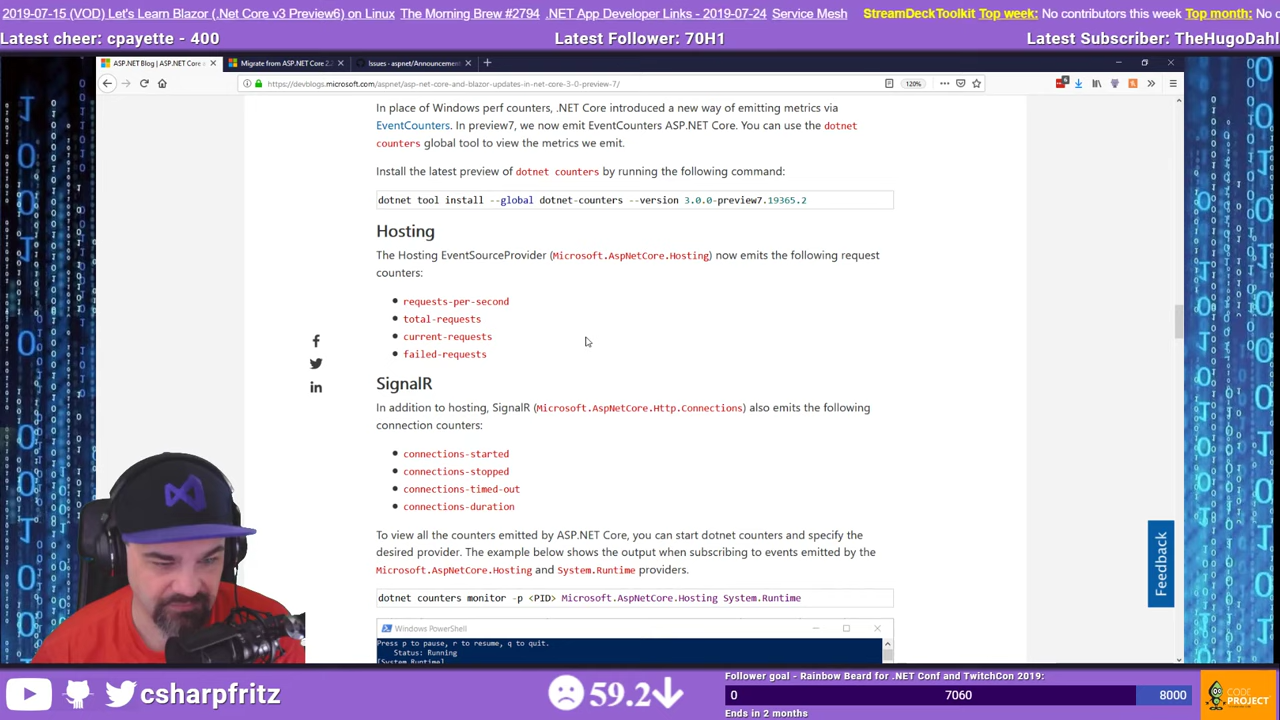 2019-07-15 (VOD) Let's Learn Blazor (.Net Core v3 Preview6) on Linux The Morning Brew #2794 .NET App Developer Links - 2019-07-24 Service Mesh
StreamDeckToolkit Top week: No contributors this week Top month: No c
Latest cheer: cpayette - 400
Latest Follower: 70H1
Latest Subscriber: TheHugoDahl
ASP.NET Blog | ASP.NET Core
Migrate from ASP.NET Core 2.
Issues · aspnet/Announcement
https://devblogs.microsoft.com/aspnet/asp-net-core-and-blazor-updates-in-net-core-3-0-preview-7/
120%
In place of Windows perf counters, .NET Core introduced a new way of emitting metrics via
EventCounters. In preview7, we now emit EventCounters ASP.NET Core. You can use the dotnet
counters global tool to view the metrics we emit.
Install the latest preview of dotnet counters by running the following command:
dotnet tool install --global dotnet-counters --version 3.0.0-preview7.19365.2
Hosting
The Hosting EventSourceProvider (Microsoft.AspNetCore.Hosting) now emits the following request
counters:
requests-per-second
total-requests
current-requests
failed-requests
SignalR
In addition to hosting, SignalR (Microsoft.AspNetCore.Http.Connections) also emits the following
connection counters:
connections-started
connections-stopped
connections-timed-out
connections-duration
To view all the counters emitted by ASP.NET Core, you can start dotnet counters and specify the
desired provider. The example below shows the output when subscribing to events emitted by the
Microsoft.AspNetCore.Hosting and System.Runtime providers.
dotnet counters monitor -p <PID> Microsoft.AspNetCore.Hosting System.Runtime
Windows PowerShell
Press p to pause, r to resume, q to quit.
Status: Running
[System.Runtime]
Feedback
csharpfritz
59.2
Follower goal - Rainbow Beard for .NET Conf and TwitchCon 2019:
0 7060 8000
Ends in 2 months
CODE
PROJECT